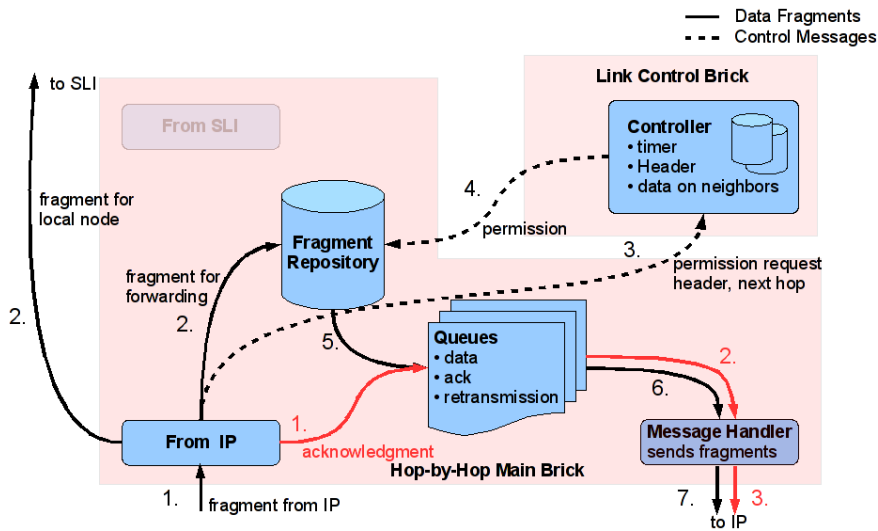 Data Fragments
Control Messages
to SLI
Link Control Brick
From SLI
Controller
• timer
• Header
• data on neighbors
4.
fragment for
local node
permission
3.
Fragment
Repository
permission request
header, next hop
fragment for
forwarding
2.
2.
5.
Queues
• data
• ack
• retransmission
2.
6.
1.
From IP
acknowledgment
Message Handler
sends fragments
Hop-by-Hop Main Brick
1.
fragment from IP
7.
3.
to IP